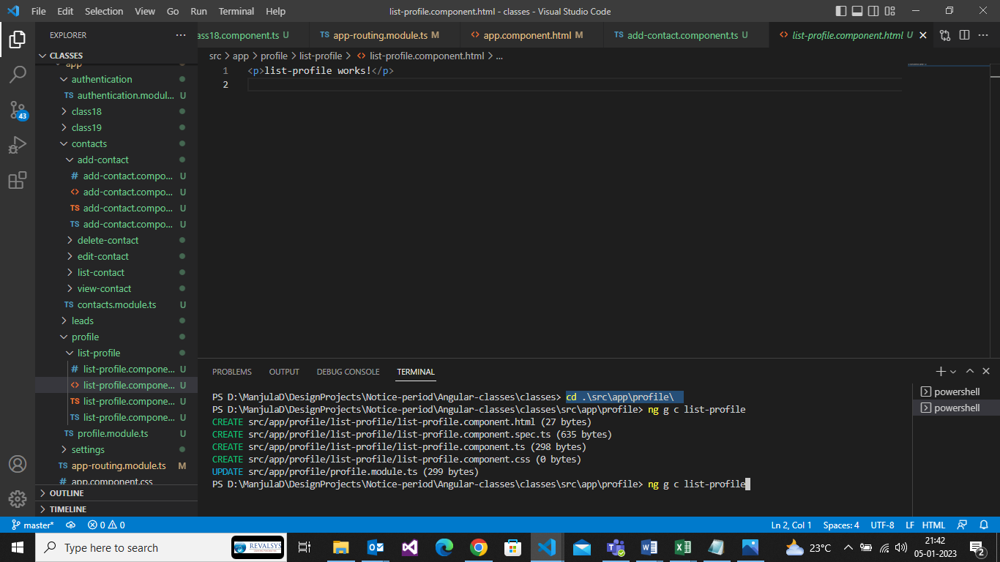 File Edit Selection View Go Run Terminal Help
list-profile.component.html - classes - Visual Studio Code
EXPLORER
CLASSES
app
authentication
TS authentication.modul... U
class18
class19
contacts
add-contact
# add-contact.compo... U
<> add-contact.compo... U
TS add-contact.compo... U
TS add-contact.compo... U
delete-contact
edit-contact
list-contact
view-contact
TS contacts.module.ts U
leads
profile
list-profile
# list-profile.compone... U
<> list-profile.compone... U
TS list-profile.compone... U
TS list-profile.compone... U
TS profile.module.ts U
settings
TS app-routing.module.ts M
# app.component.css
OUTLINE
TIMELINE
43
ass18.component.ts U
TS app-routing.module.ts M
<> app.component.html M
TS add-contact.component.ts U
<> list-profile.component.html U
src > app > profile > list-profile > <> list-profile.component.html > ...
1 <p>list-profile works!</p>
2
PROBLEMS OUTPUT DEBUG CONSOLE TERMINAL
PS D:\ManjulaD\DesignProjects\Notice-period\Angular-classes\classes> cd .\src\app\profile\
PS D:\ManjulaD\DesignProjects\Notice-period\Angular-classes\classes\src\app\profile> ng g c list-profile
CREATE src/app/profile/list-profile/list-profile.component.html (27 bytes)
CREATE src/app/profile/list-profile/list-profile.component.spec.ts (635 bytes)
CREATE src/app/profile/list-profile/list-profile.component.ts (298 bytes)
CREATE src/app/profile/list-profile/list-profile.component.css (0 bytes)
UPDATE src/app/profile/profile.module.ts (299 bytes)
PS D:\ManjulaD\DesignProjects\Notice-period\Angular-classes\classes\src\app\profile> ng g c list-profile
powershell
powershell
master* 0 0
Ln 2, Col 1 Spaces: 4 UTF-8 LF HTML
Type here to search
REVALSYS
23°C
21:42
05-01-2023
2